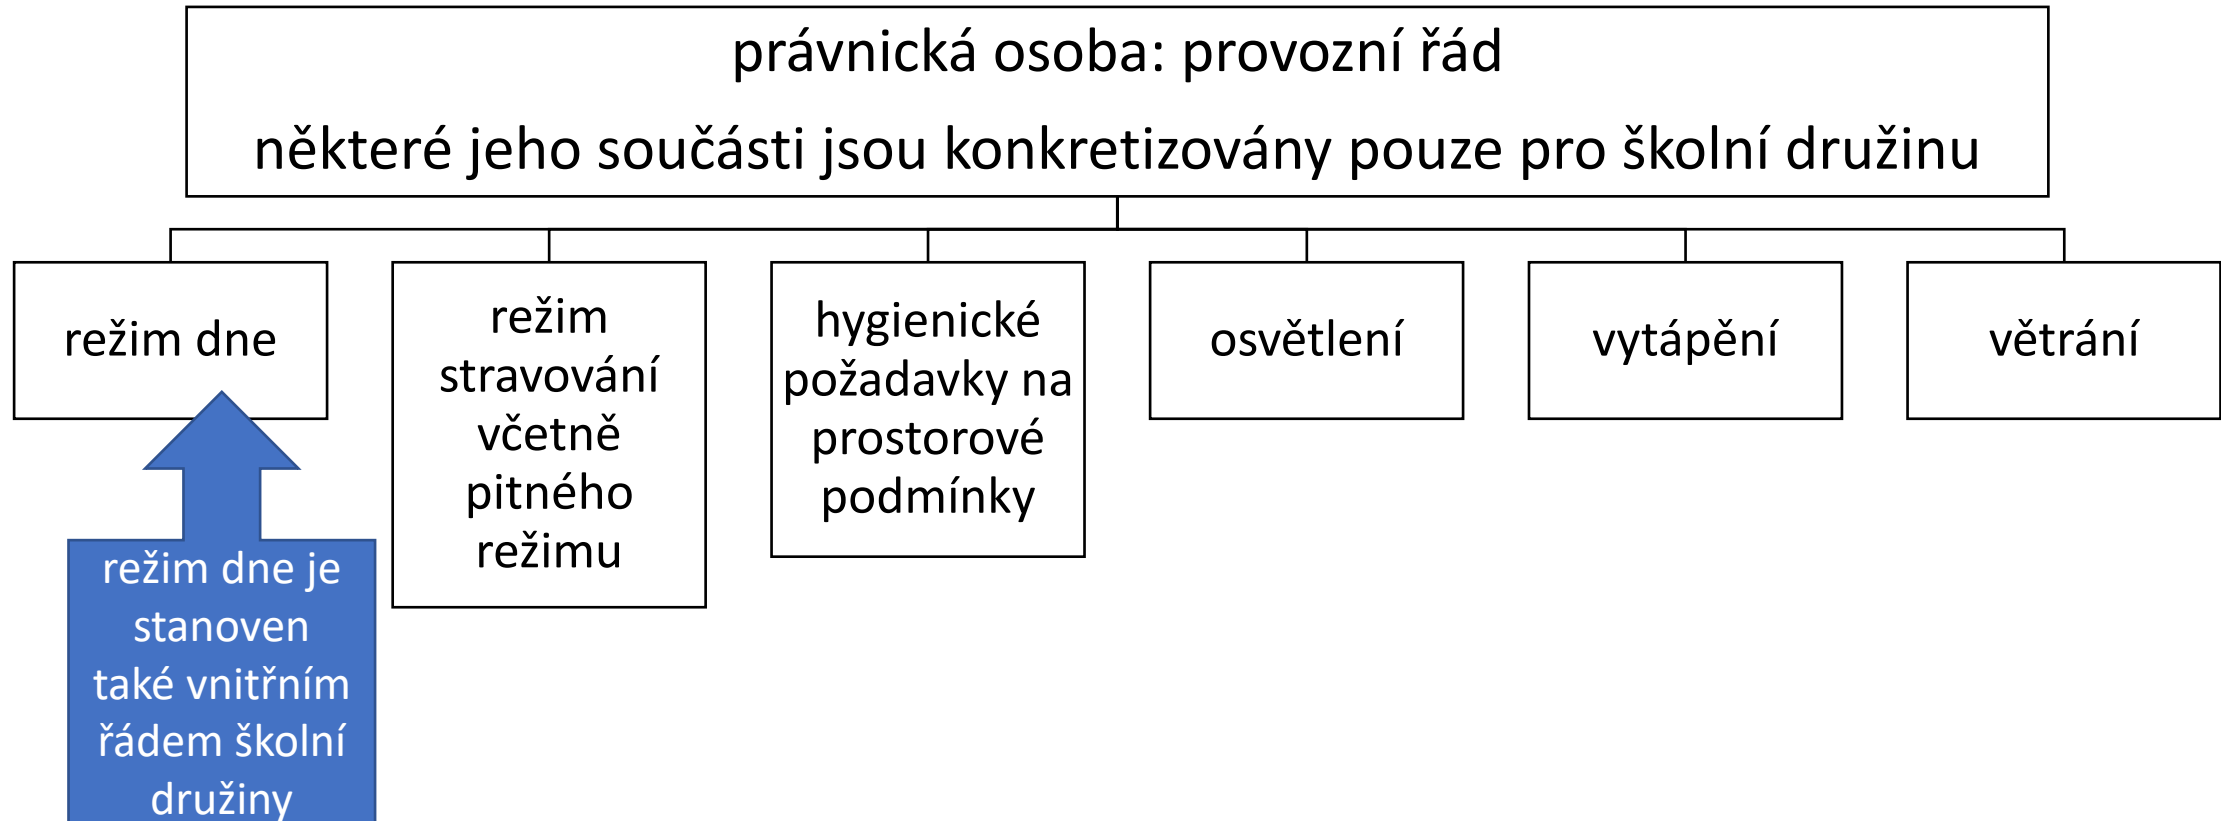 právnická osoba: provozní řád
některé jeho součásti jsou konkretizovány pouze pro školní družinu
režim dne
režim
stravování
včetně
pitného
režimu
hygienické
požadavky na
prostorové
podmínky
osvětlení
vytápění
větrání
režim dne je
stanoven
také vnitřním
řádem školní
družiny